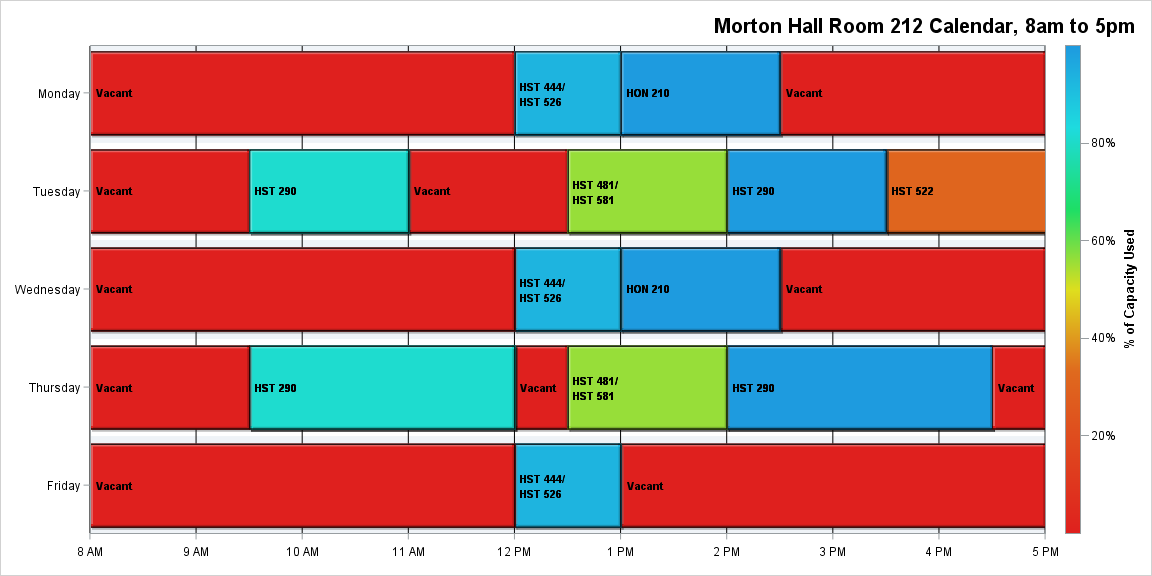 Morton Hall Room 212 Calendar, 8am to 5pm
Monday
Vacant
HST 444/
HST 526
HON 210
Vacant
Tuesday
Vacant
HST 290
Vacant
HST 481/
HST 581
HST 290
HST 522
Wednesday
Vacant
HST 444/
HST 526
HON 210
Vacant
Thursday
Vacant
HST 290
Vacant
HST 481/
HST 581
HST 290
Vacant
Friday
Vacant
HST 444/
HST 526
Vacant
8 AM
9 AM
10 AM
11 AM
12 PM
1 PM
2 PM
3 PM
4 PM
5 PM
80%
60%
40%
20%
% of Capacity Used